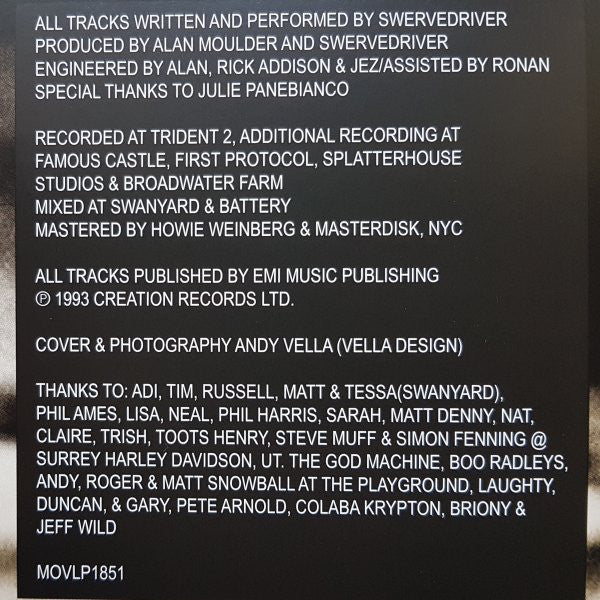 ALL TRACKS WRITTEN AND PERFORMED BY SWERVEDRIVER
PRODUCED BY ALAN MOULDER AND SWERVEDRIVER
ENGINEERED BY ALAN, RICK ADDISON & JEZ/ASSISTED BY RONAN
SPECIAL THANKS TO JULIE PANEBIANCO
RECORDED AT TRIDENT 2, ADDITIONAL RECORDING AT
FAMOUS CASTLE, FIRST PROTOCOL, SPLATTERHOUSE
STUDIOS & BROADWATER FARM
MIXED AT SWANYARD & BATTERY
MASTERED BY HOWIE WEINBERG & MASTERDISK, NYC
ALL TRACKS PUBLISHED BY EMI MUSIC PUBLISHING
℗ 1993 CREATION RECORDS LTD.
COVER & PHOTOGRAPHY ANDY VELLA (VELLA DESIGN)
THANKS TO: ADI, TIM, RUSSELL, MATT & TESSA(SWANYARD),
PHIL AMES, LISA, NEAL, PHIL HARRIS, SARAH, MATT DENNY, NAT,
CLAIRE, TRISH, TOOTS HENRY, STEVE MUFF & SIMON FENNING @
SURREY HARLEY DAVIDSON, UT. THE GOD MACHINE, BOO RADLEYS,
ANDY, ROGER & MATT SNOWBALL AT THE PLAYGROUND, LAUGHTY,
DUNCAN, & GARY, PETE ARNOLD, COLABA KRYPTON, BRIONY &
JEFF WILD
MOVLP1851